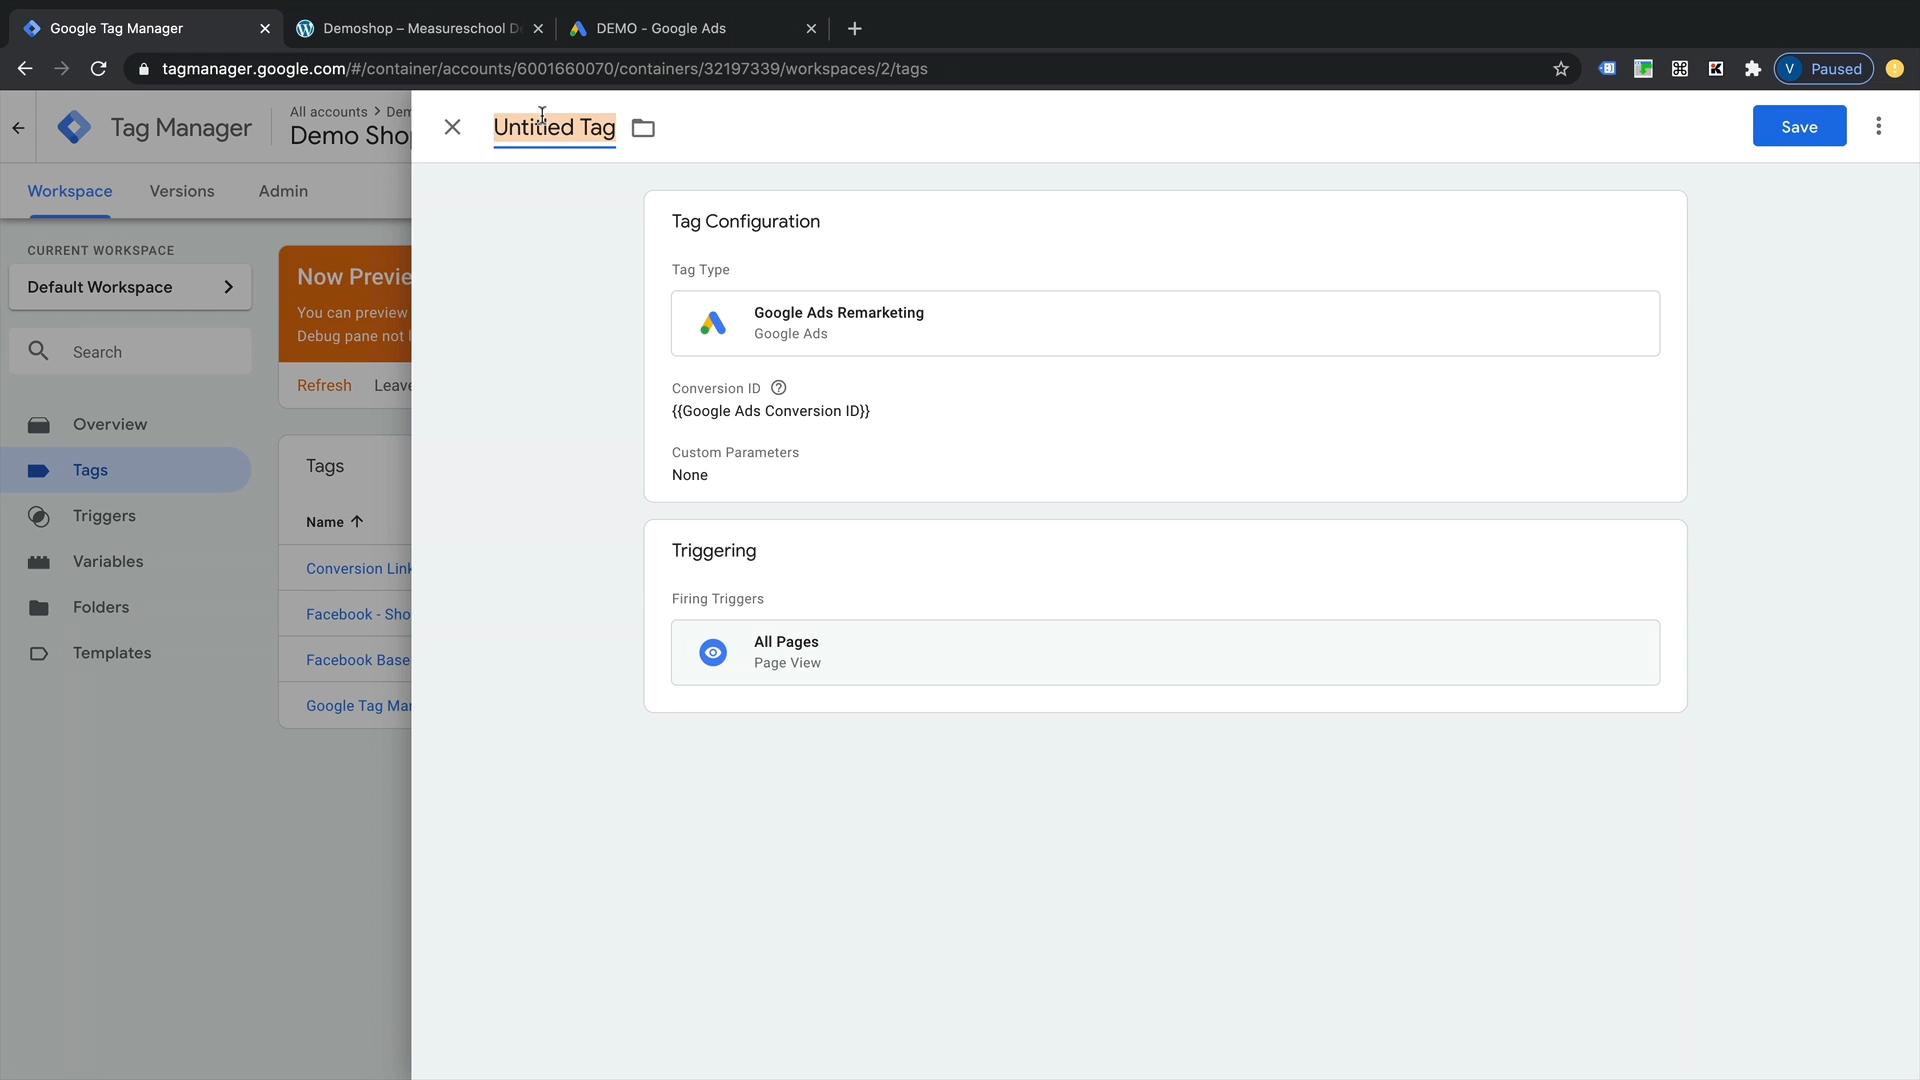 Google Tag Manager
Demoshop – Measureschool D
DEMO - Google Ads
tagmanager.google.com/#/container/accounts/6001660070/containers/32197339/workspaces/2/tags
V Paused
Tag Manager
All accounts > Dem
Demo Shop
Untitled Tag
Save
Workspace
Versions
Admin
CURRENT WORKSPACE
Default Workspace
Search
Overview
Tags
Triggers
Variables
Folders
Templates
Now Previe
You can preview
Debug pane not
Refresh
Leave
Tags
Name
Conversion Link
Facebook - Sho
Facebook Base
Google Tag Man
Tag Configuration
Tag Type
Google Ads Remarketing
Google Ads
Conversion ID
{{Google Ads Conversion ID}}
Custom Parameters
None
Triggering
Firing Triggers
All Pages
Page View